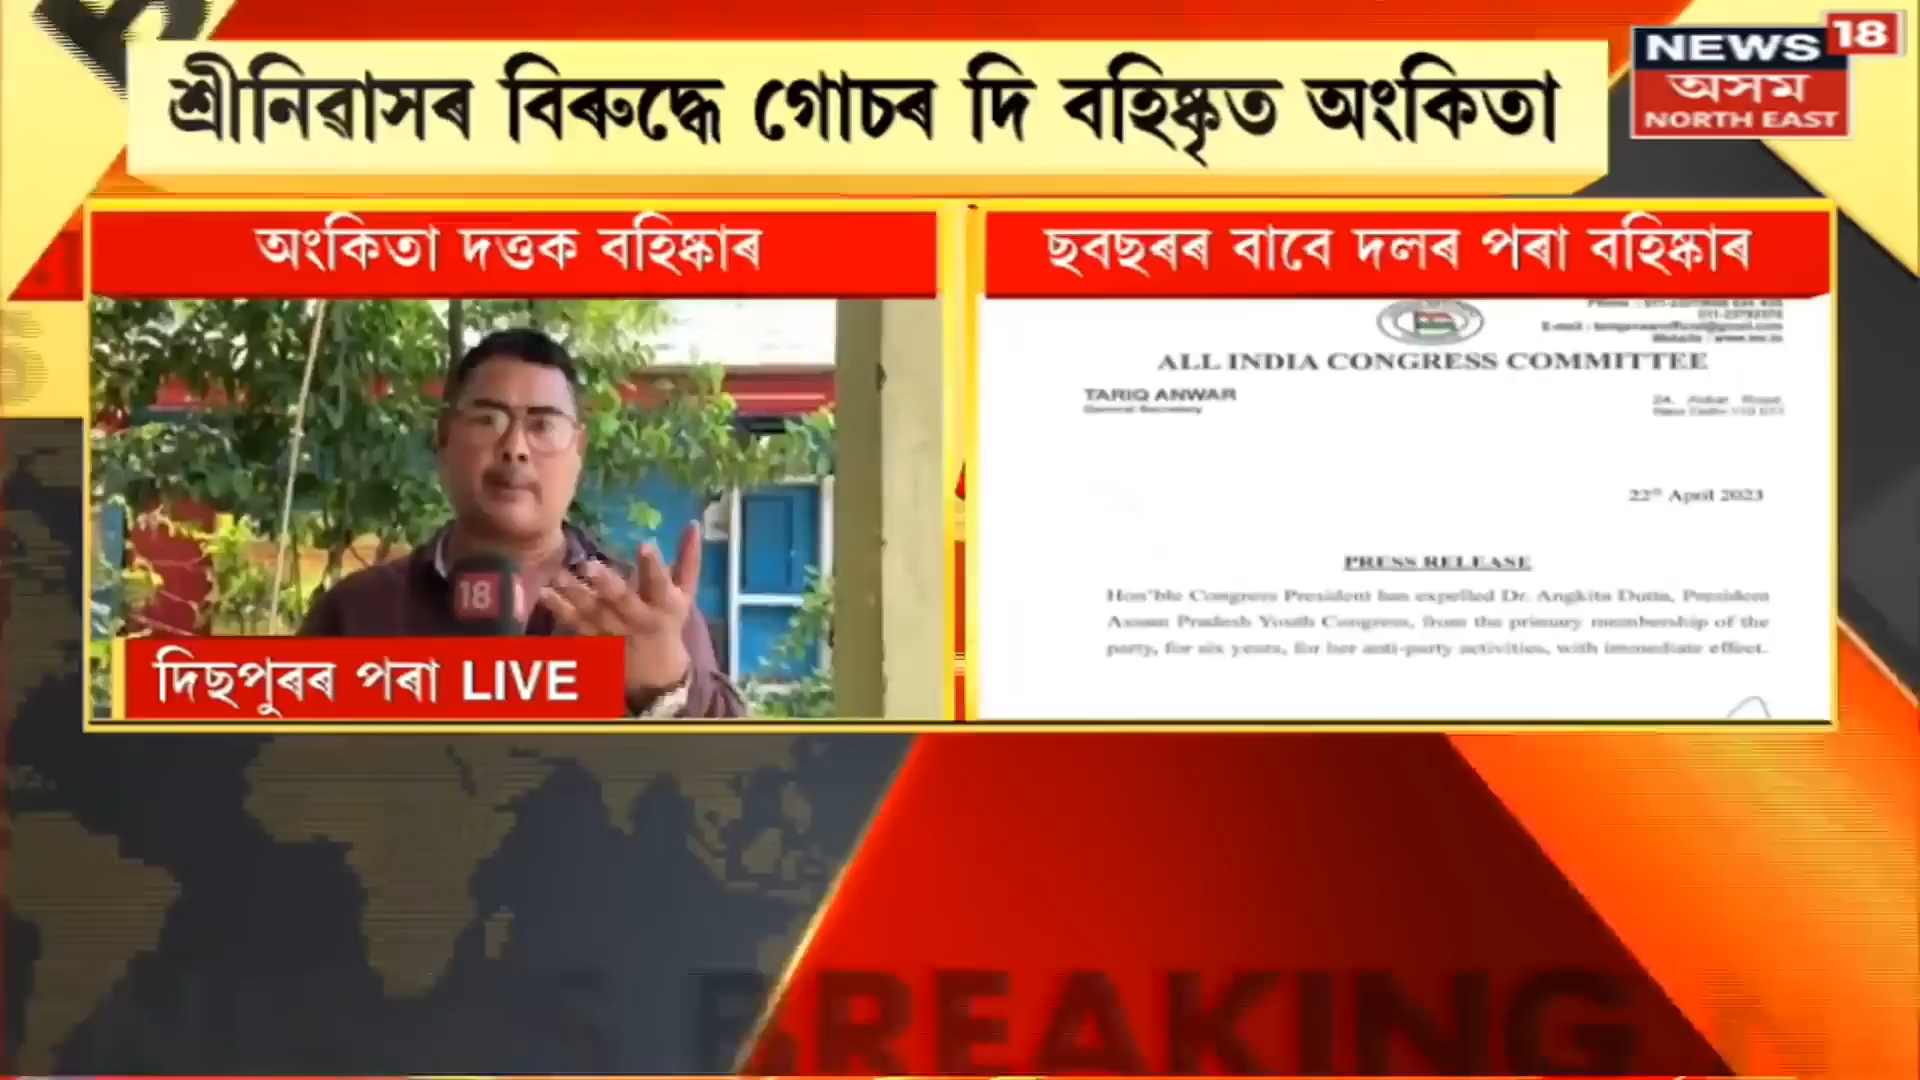 শ্ৰীনিৱাসৰ বিৰুদ্ধে গোচৰ দি বহিষ্কৃত অংকিতা
NEWS 18
অসম
NORTH EAST
অংকিতা দত্তক বহিষ্কাৰ
ছবছৰৰ বাবে দলৰ পৰা বহিষ্কাৰ
ALL INDIA CONGRESS COMMITTEE
TARIQ ANWAR
General Secretary
22nd April 2023
PRESS RELEASE
Hon'ble Congress President has expelled Dr. Angkita Dutta, President
Assam Pradesh Youth Congress, from the primary membership of the
party, for six years, for her anti-party activities, with immediate effect.
18
দিছপুৰৰ পৰা LIVE
BREAKING